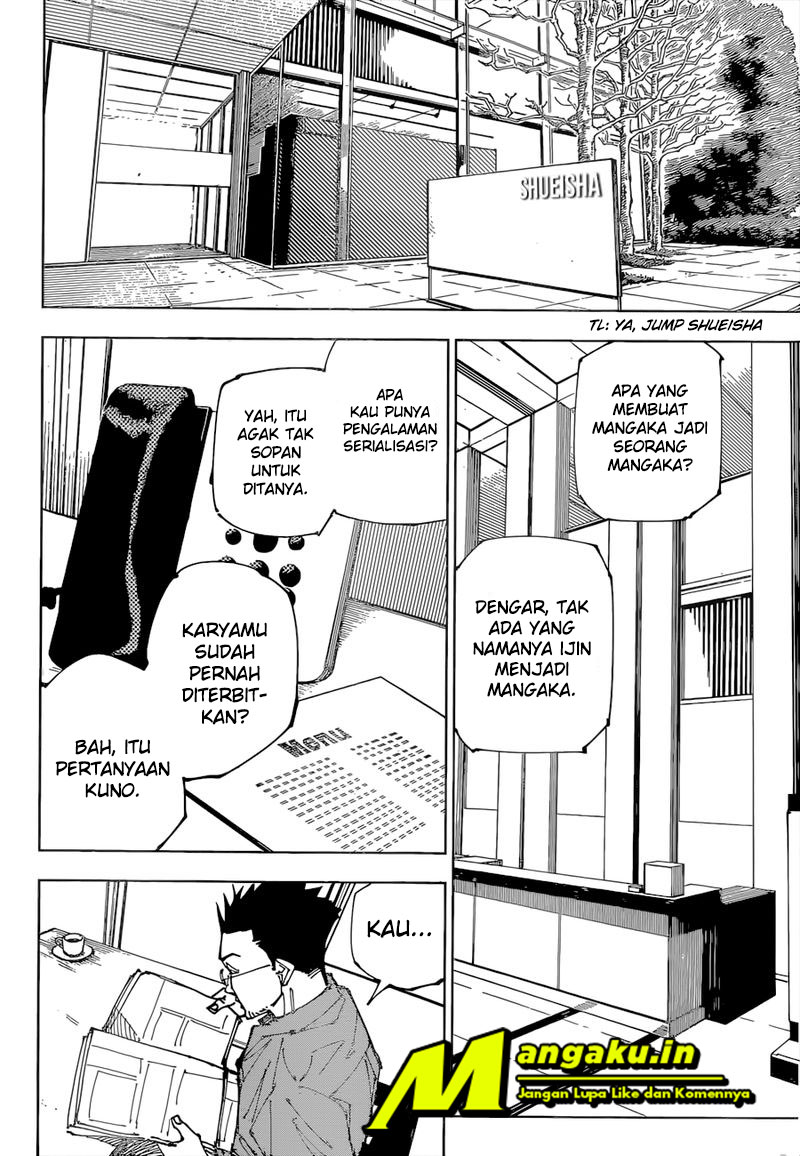 SHUEISHA
TL: YA, JUMP SHUEISHA
APA YANG
MEMBUAT
MANGAKA JADI
SEORANG
MANGAKA?
DENGAR, TAK
ADA YANG
NAMANYA IJIN
MENJADI
MANGAKA.
APA
KAU PUNYA
PENGALAMAN
SERIALISASI?
YAH, ITU
AGAK TAK
SOPAN
UNTUK
DITANYA.
KARYAMU
SUDAH
PERNAH
DITERBIT-
KAN?
BAH, ITU
PERTANYAAN
KUNO.
Menu
KAU...
Mangaku.in
Jangan Lupa Like dan Komennya